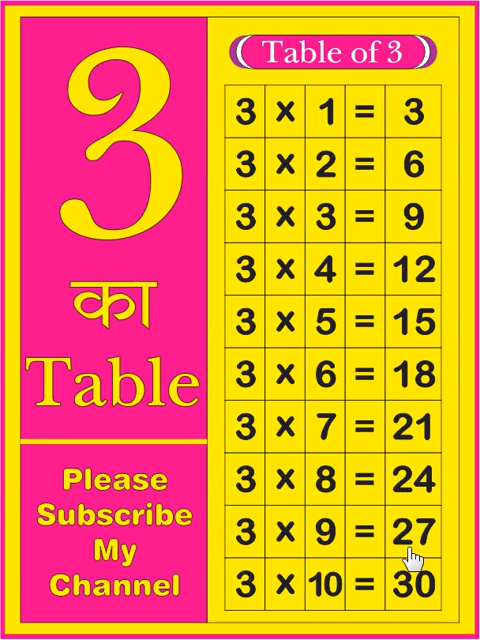 3
का
Table
Please
Subscribe
My
Channel
Table of 3
3 x 1 = 3
3 x 2 = 6
3 x 3 = 9
3 x 4 = 12
3 x 5 = 15
3 x 6 = 18
3 x 7 = 21
3 x 8 = 24
3 x 9 = 27
3 x 10 = 30